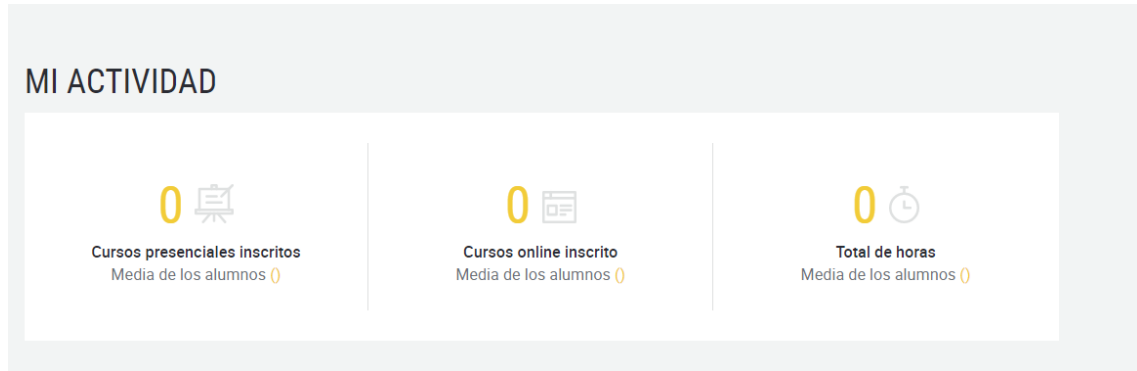 MI ACTIVIDAD
0
Cursos presenciales inscritos
Media de los alumnos ()
0
Cursos online inscrito
Media de los alumnos ()
0
Total de horas
Media de los alumnos ()